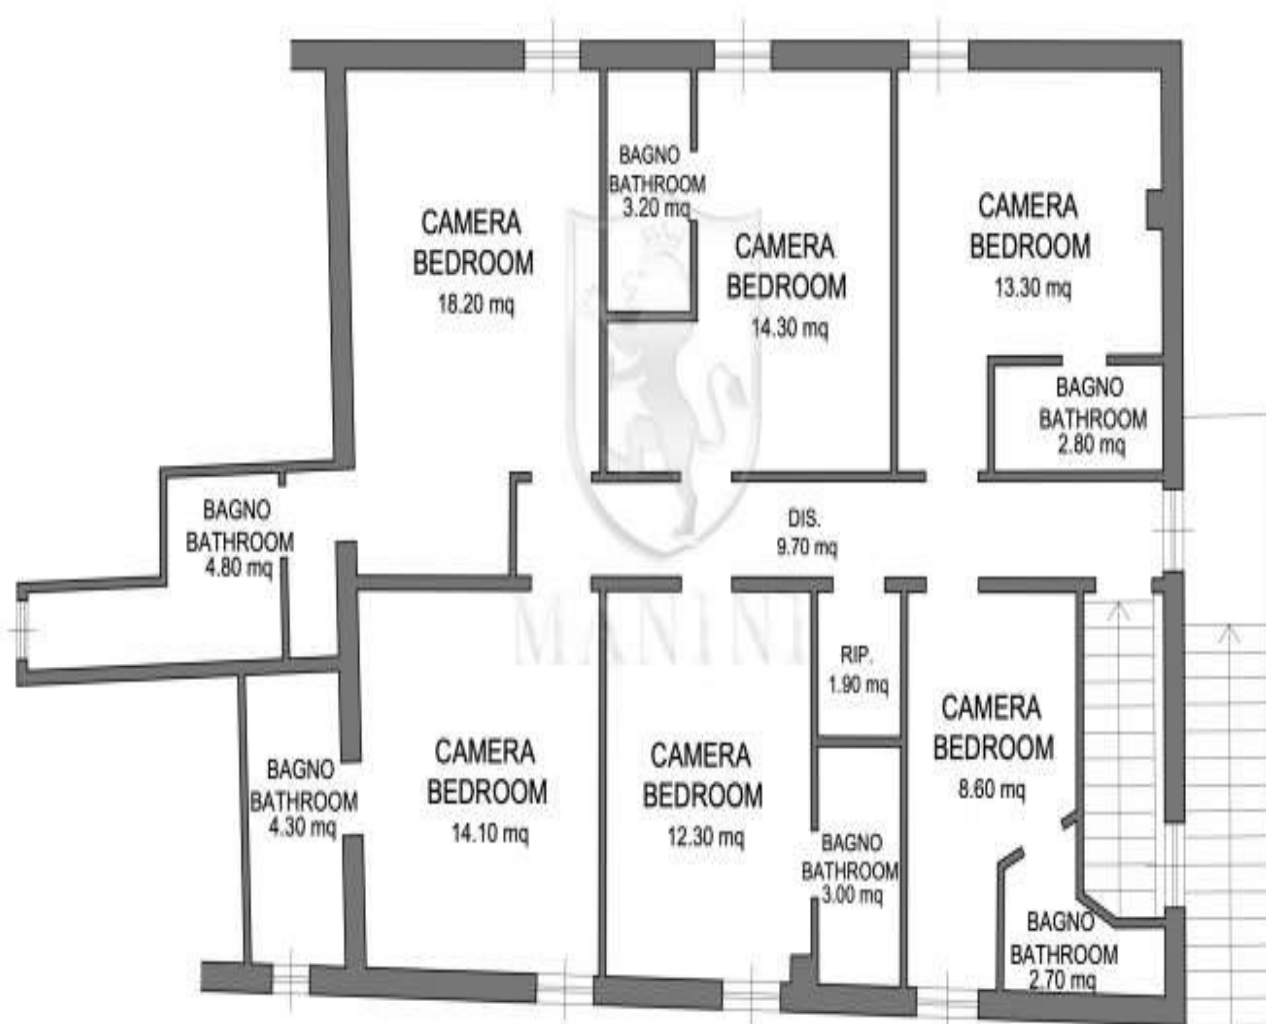 BAGNO
BATHROOM
3.20 mq
CAMERA
BEDROOM
18.20 mq
CAMERA
BEDROOM
14.30 mq
CAMERA
BEDROOM
13.30 mq
BAGNO
BATHROOM
2.80 mq
BAGNO
BATHROOM
4.80 mq
DIS.
9.70 mq
MANINI
RIP.
1.90 mq
CAMERA
BEDROOM
8.60 mq
CAMERA
BEDROOM
14.10 mq
CAMERA
BEDROOM
12.30 mq
BAGNO
BATHROOM
4.30 mq
BAGNO
BATHROOM
3.00 mq
BAGNO
BATHROOM
2.70 mq